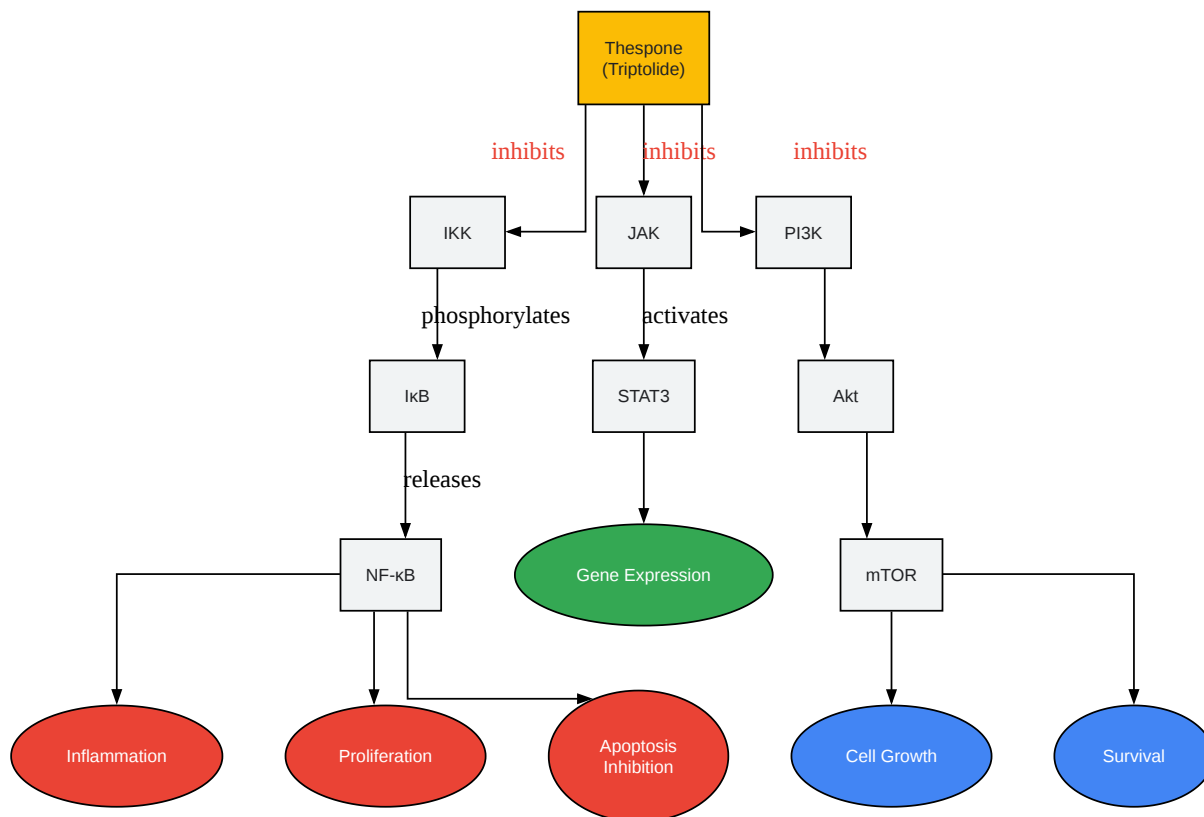 Thespone
(Triptolide)
inhibits
inhibits
inhibits
IKK
JAK
PI3K
phosphorylates
activates
IκB
STAT3
Akt
releases
NF-κB
Gene Expression
mTOR
Inflammation
Proliferation
Apoptosis
Inhibition
Cell Growth
Survival